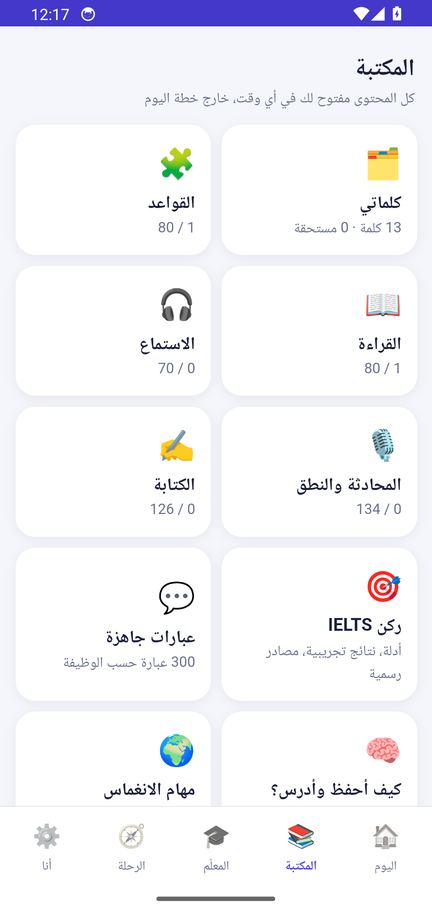 12:17
المكتبة
كل المحتوى مفتوح لك في أي وقت، خارج خطة اليوم
كلماتي
13 كلمة · 0 مستحقة
القواعد
1 / 80
القراءة
1 / 80
الاستماع
0 / 70
المحادثة والنطق
0 / 134
الكتابة
0 / 126
ركن IELTS
أدلة، نتائج تجريبية، مصادر
رسمية
عبارات جاهزة
300 عبارة حسب الوظيفة
كيف أحفظ وأدرس؟
مهام الانغماس
اليوم
المكتبة
المعلّم
الرحلة
أنا